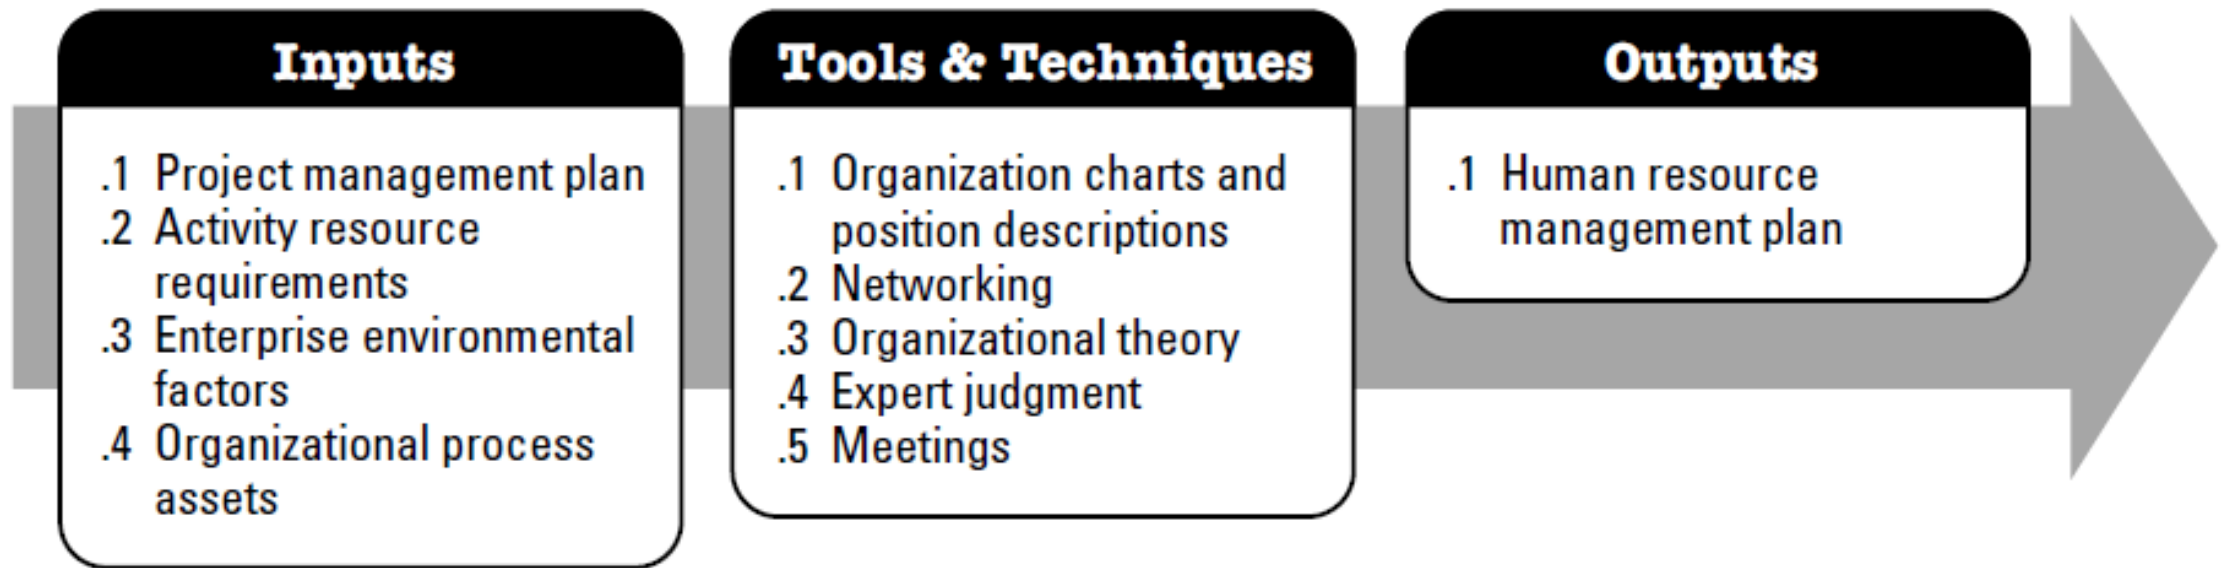 Inputs
.1 Project management plan
.2 Activity resource
requirements
.3 Enterprise environmental
factors
.4 Organizational process
assets
Tools & Techniques
.1 Organization charts and
position descriptions
.2 Networking
.3 Organizational theory
.4 Expert judgment
.5 Meetings
Outputs
.1 Human resource
management plan